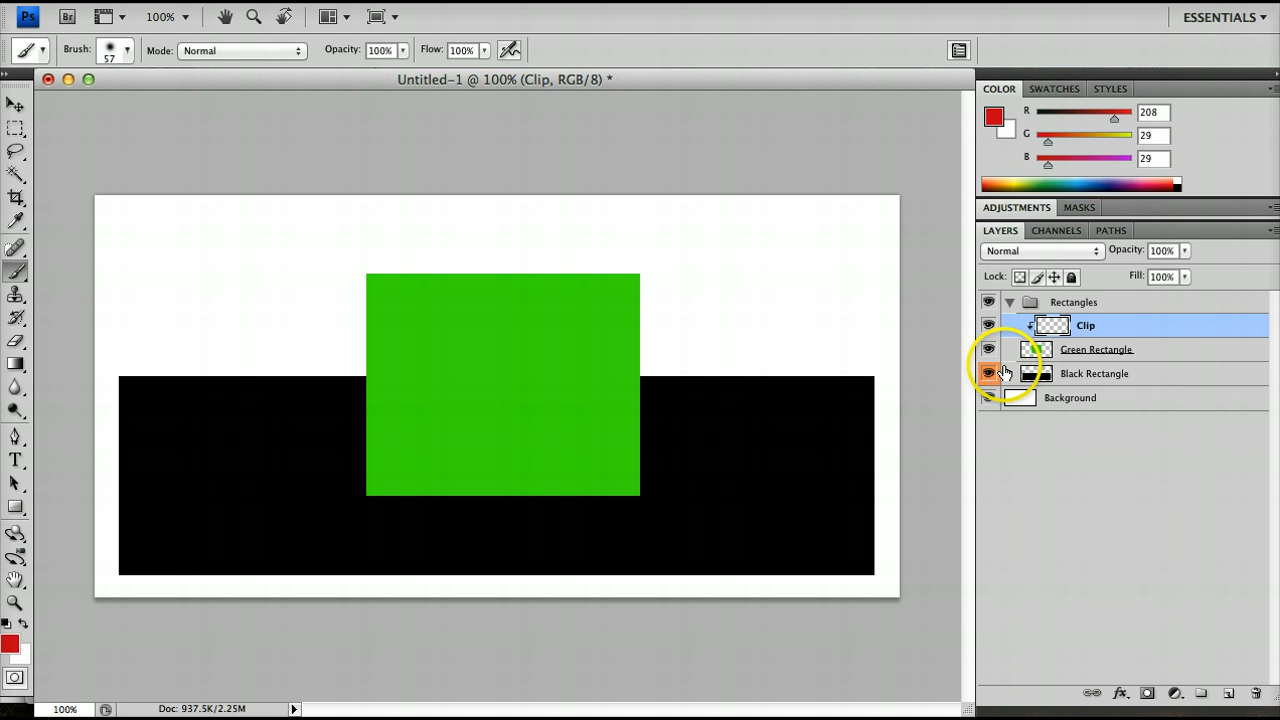 Ps Br 100% ESSENTIALS
Brush: 57 Mode: Normal Opacity: 100% Flow: 100%
Untitled-1 @ 100% (Clip, RGB/8) *
COLOR SWATCHES STYLES
R 208
G 29
B 29
ADJUSTMENTS MASKS
LAYERS CHANNELS PATHS
Normal Opacity: 100%
Lock: Fill: 100%
Rectangles
Clip
Green Rectangle
Black Rectangle
Background
T
fx
100% Doc: 937.5K/2.25M